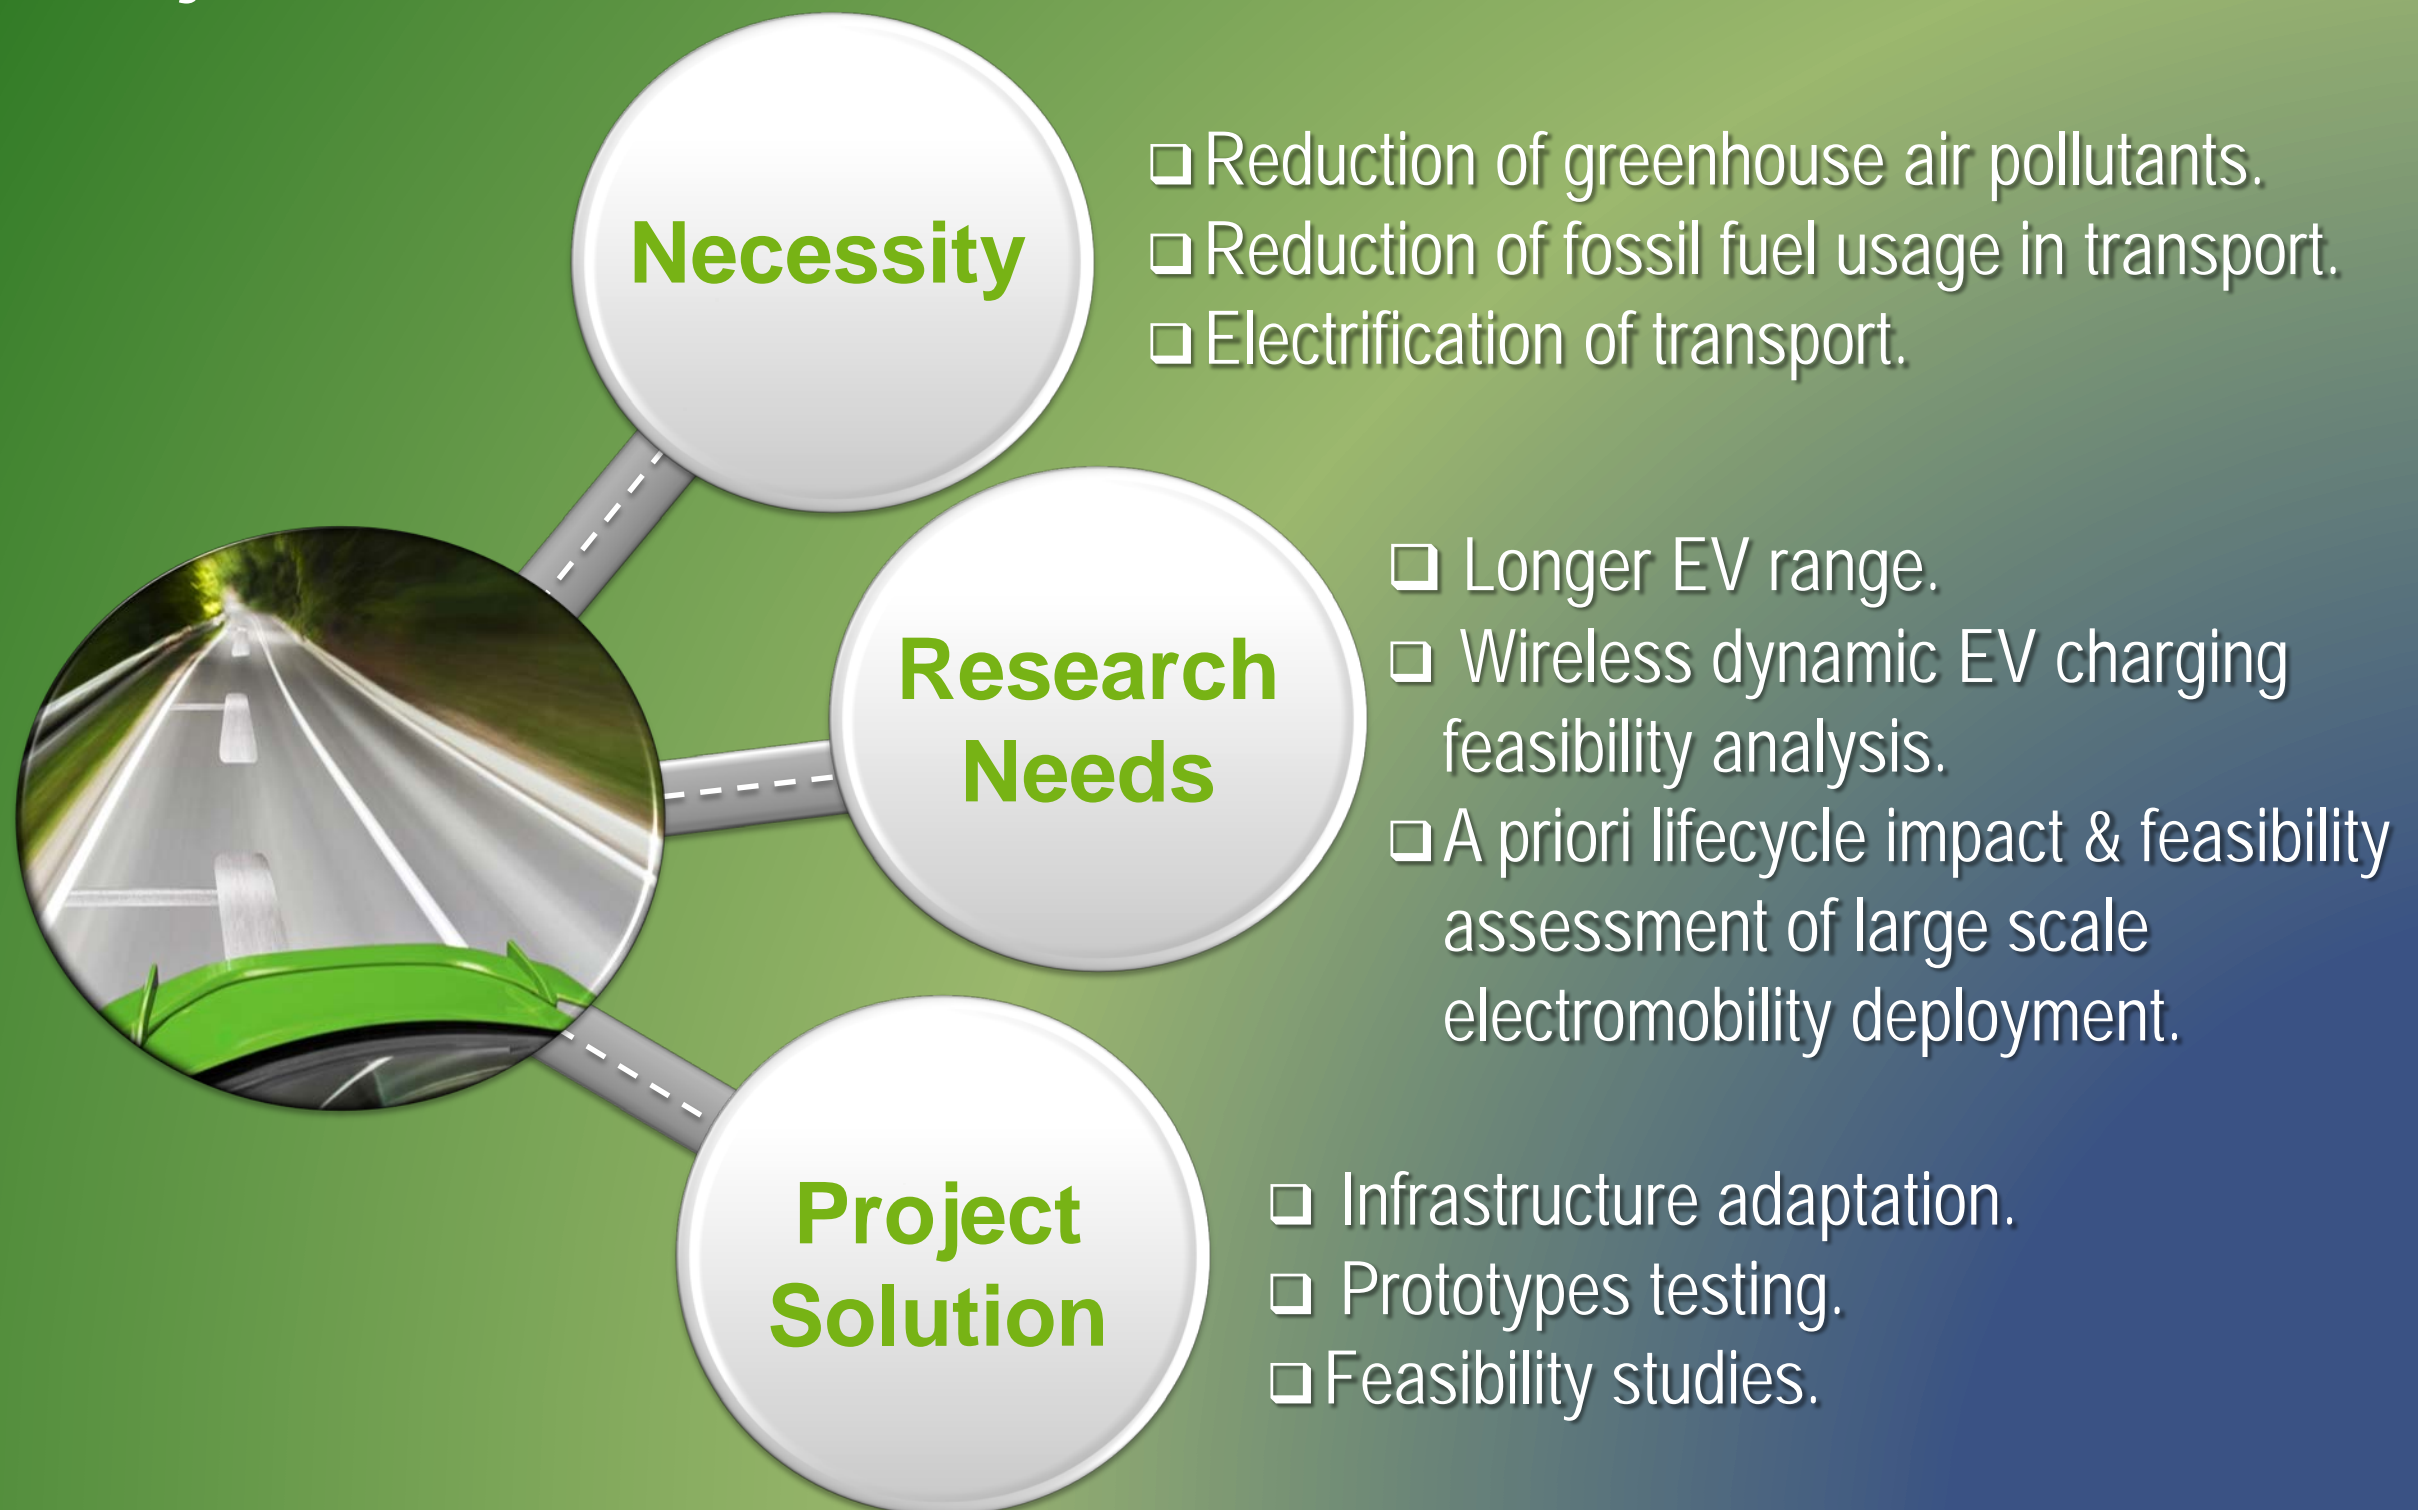 Necessity
❑ Reduction of greenhouse air pollutants.
❑ Reduction of fossil fuel usage in transport.
❑ Electrification of transport.
Research
Needs
❑ Longer EV range.
❑ Wireless dynamic EV charging
feasibility analysis.
❑ A priori lifecycle impact & feasibility
assessment of large scale
electromobility deployment.
Project
Solution
❑ Infrastructure adaptation.
❑ Prototypes testing.
❑ Feasibility studies.